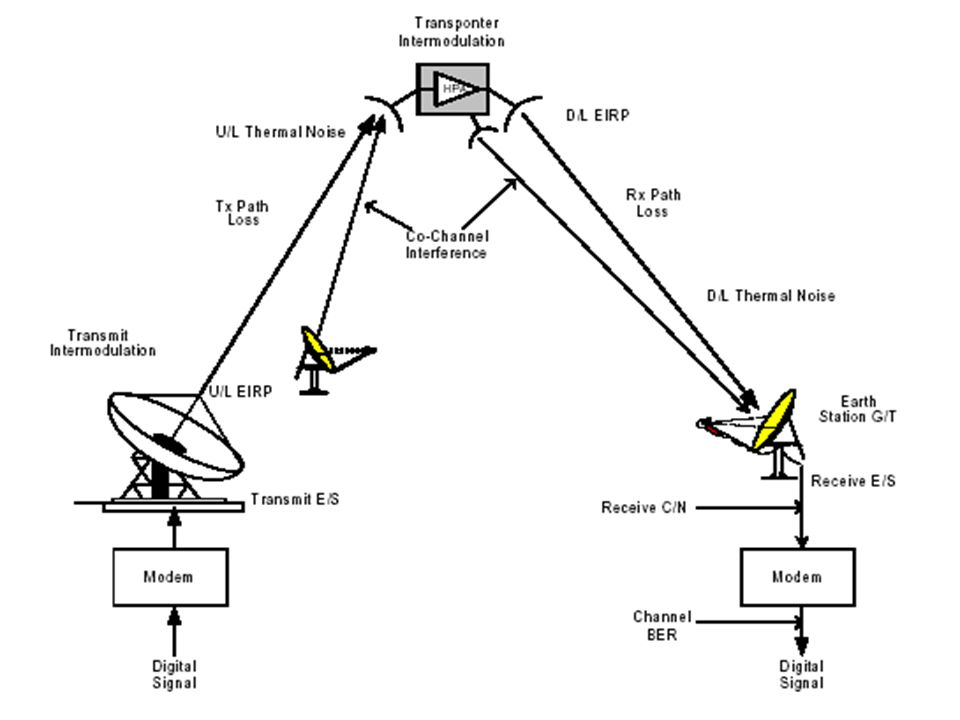 Transponter
Intermodulation
HPA
U/L Thermal Noise
D/L EIRP
Tx Path
Loss
Rx Path
Loss
Co-Channel
Interference
D/L Thermal Noise
Transmit
Intermodulation
U/L EIRP
Earth
Station G/T
Transmit E/S
Receive E/S
Receive C/N
Modem
Modem
Channel
BER
Digital
Signal
Digital
Signal